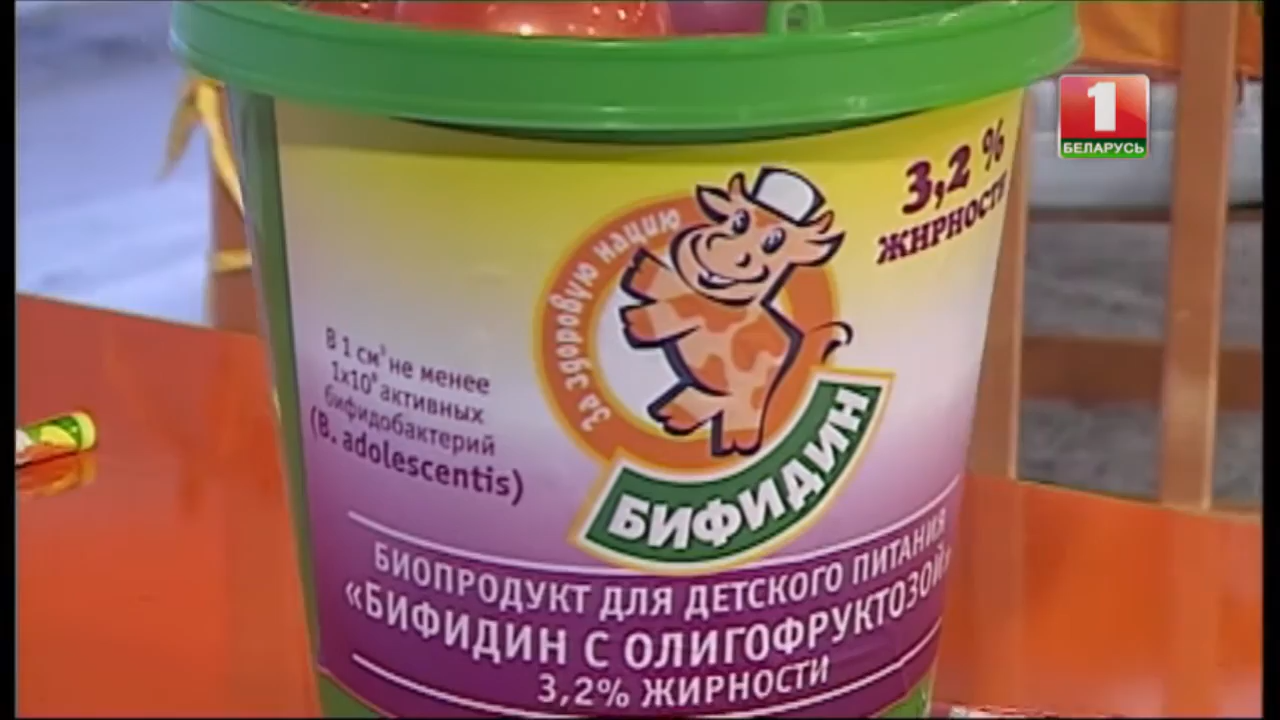 1
БЕЛАРУСЬ
3,2 %
ЖИРНОСТИ
За здоровую нацию
БИФИДИН
В 1 см³ не менее
1х10⁸ активных
бифидобактерий
(B. adolescentis)
БИОПРОДУКТ ДЛЯ ДЕТСКОГО ПИТАНИЯ
«БИФИДИН С ОЛИГОФРУКТОЗОЙ»
3,2% ЖИРНОСТИ